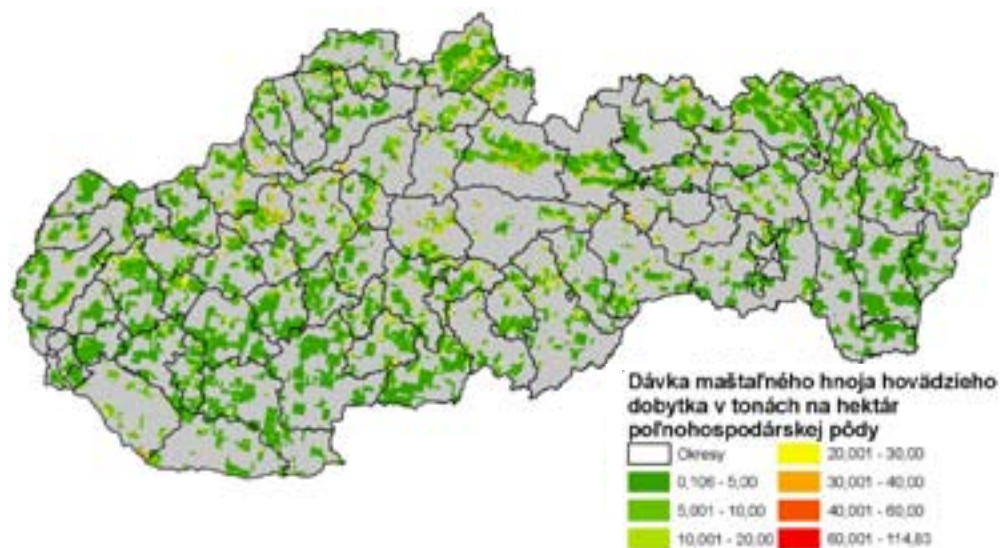 Dávka maštaľného hnoja hovädzieho
dobytka v tonách na hektár
poľnohospodárskej pôdy
Okresy
0,106 - 5,00
5,001 - 10,00
10,001 - 20,00
20,001 - 30,00
30,001 - 40,00
40,001 - 60,00
60,001 - 114,83